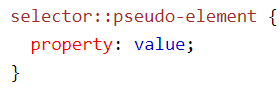 selector::pseudo-element {
  property: value;
}